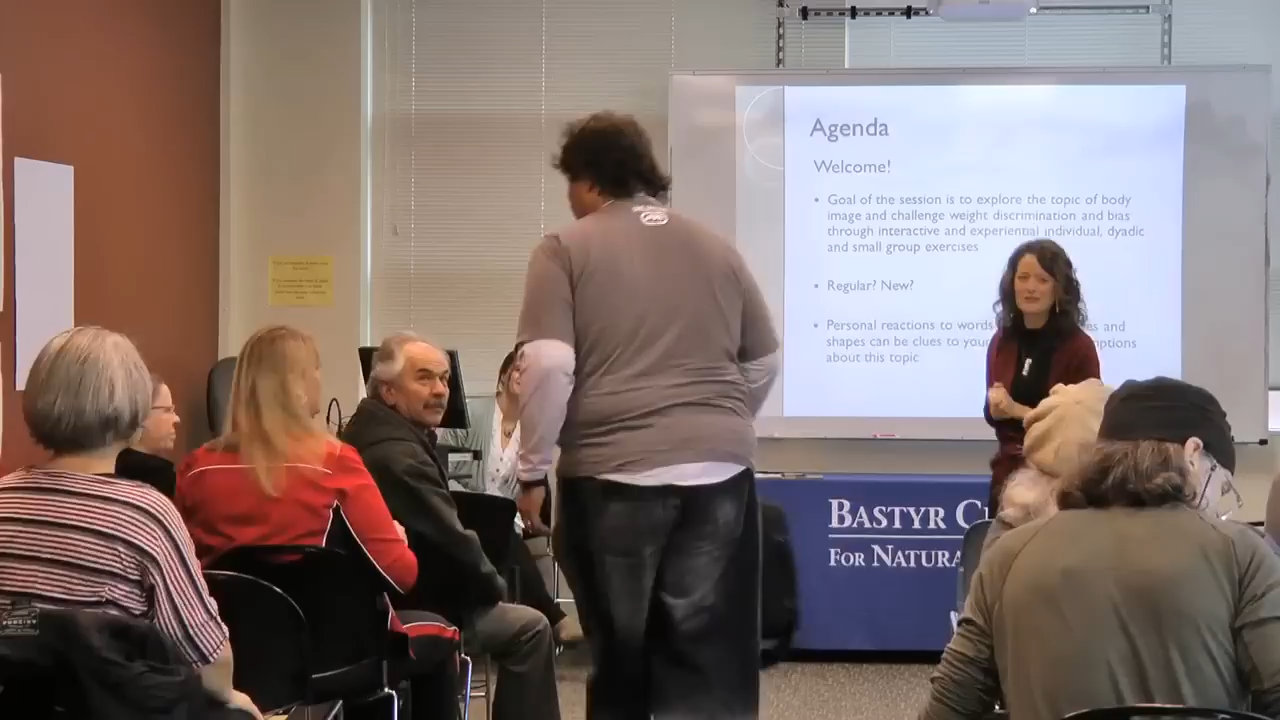 Agenda
Welcome!
• Goal of the session is to explore the topic of body
image and challenge weight discrimination and bias
through interactive and experiential individual, dyadic
and small group exercises
• Regular? New?
• Personal reactions to words and
shapes can be clues to your
about this topic
BASTYR
FOR